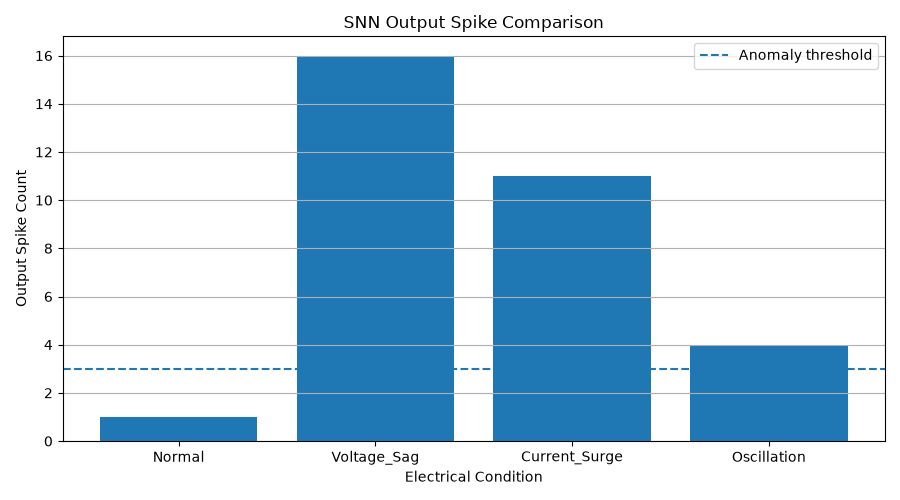 SNN Output Spike Comparison
Anomaly threshold
Output Spike Count
16
14
12
10
8
6
4
2
0
Normal
Voltage_Sag
Current_Surge
Oscillation
Electrical Condition